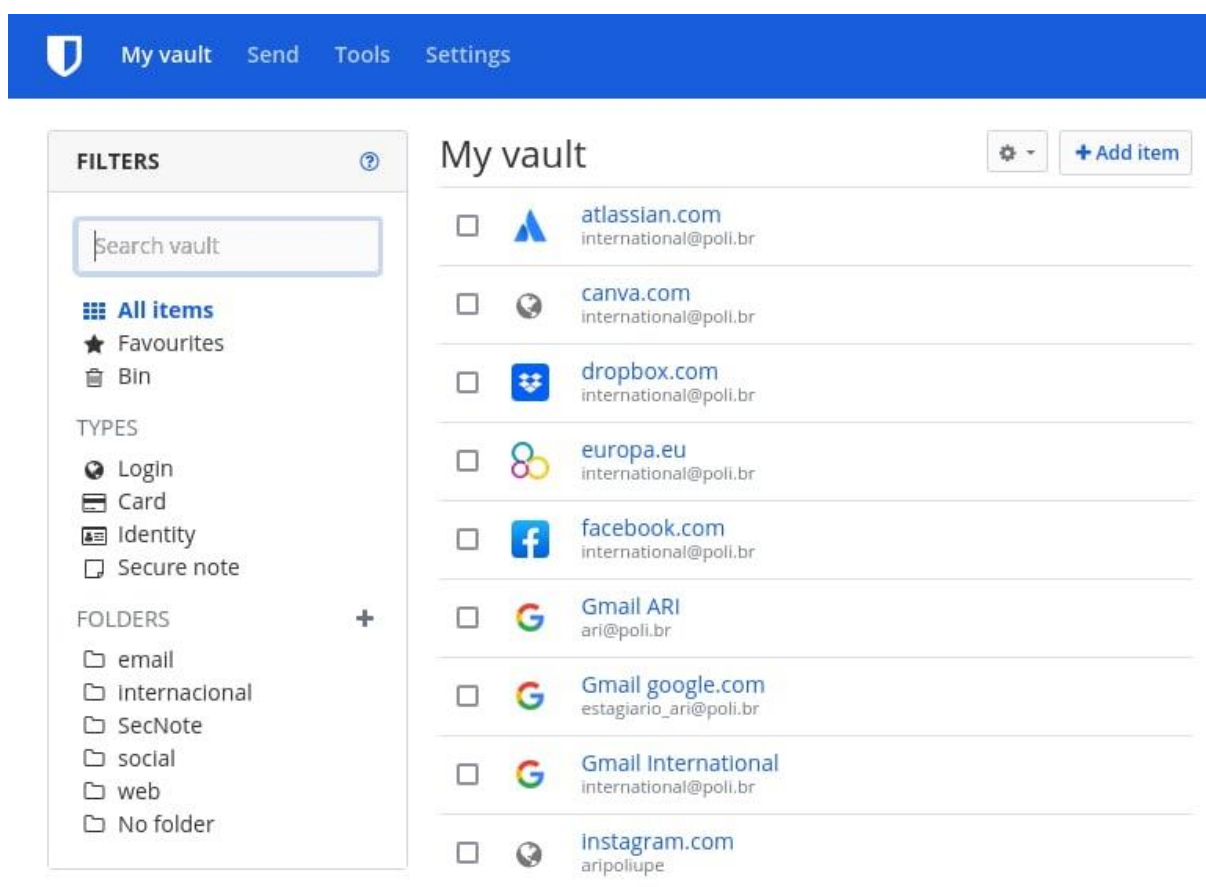 My vault Send Tools Settings
FILTERS
Search vault
All items
Favourites
Bin
TYPES
Login
Card
Identity
Secure note
FOLDERS
email
internacional
SecNote
social
web
No folder
My vault
Add item
atlassian.com
international@poli.br
canva.com
international@poli.br
dropbox.com
international@poli.br
europa.eu
international@poli.br
facebook.com
international@poli.br
Gmail ARI
ari@poli.br
Gmail google.com
estagiario_ari@poli.br
Gmail International
international@poli.br
instagram.com
aripoliupe